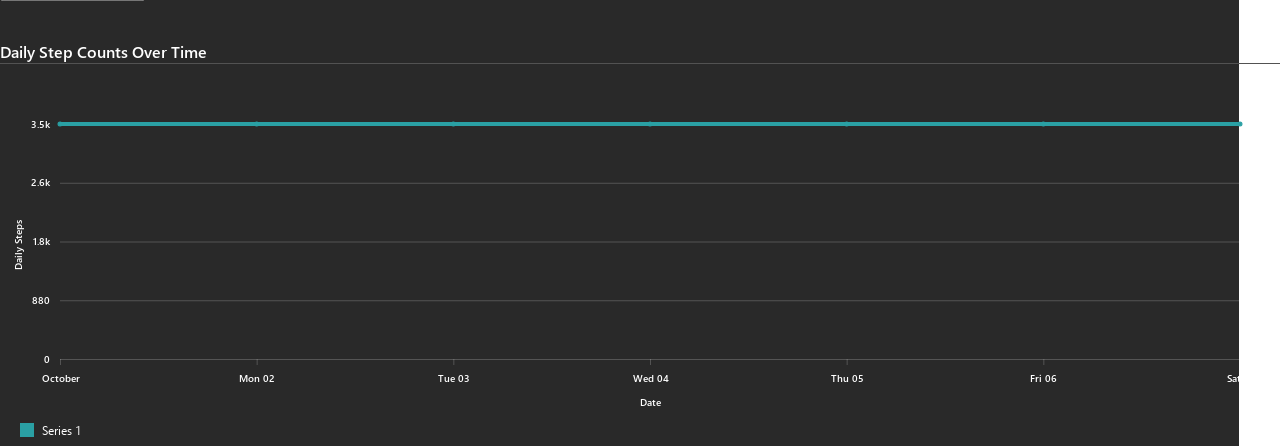 Daily Step Counts Over Time
3.5k
2.6k
1.8k
880
0
Daily Steps
October Mon 02 Tue 03 Wed 04 Thu 05 Fri 06 Sat
Date
Series 1